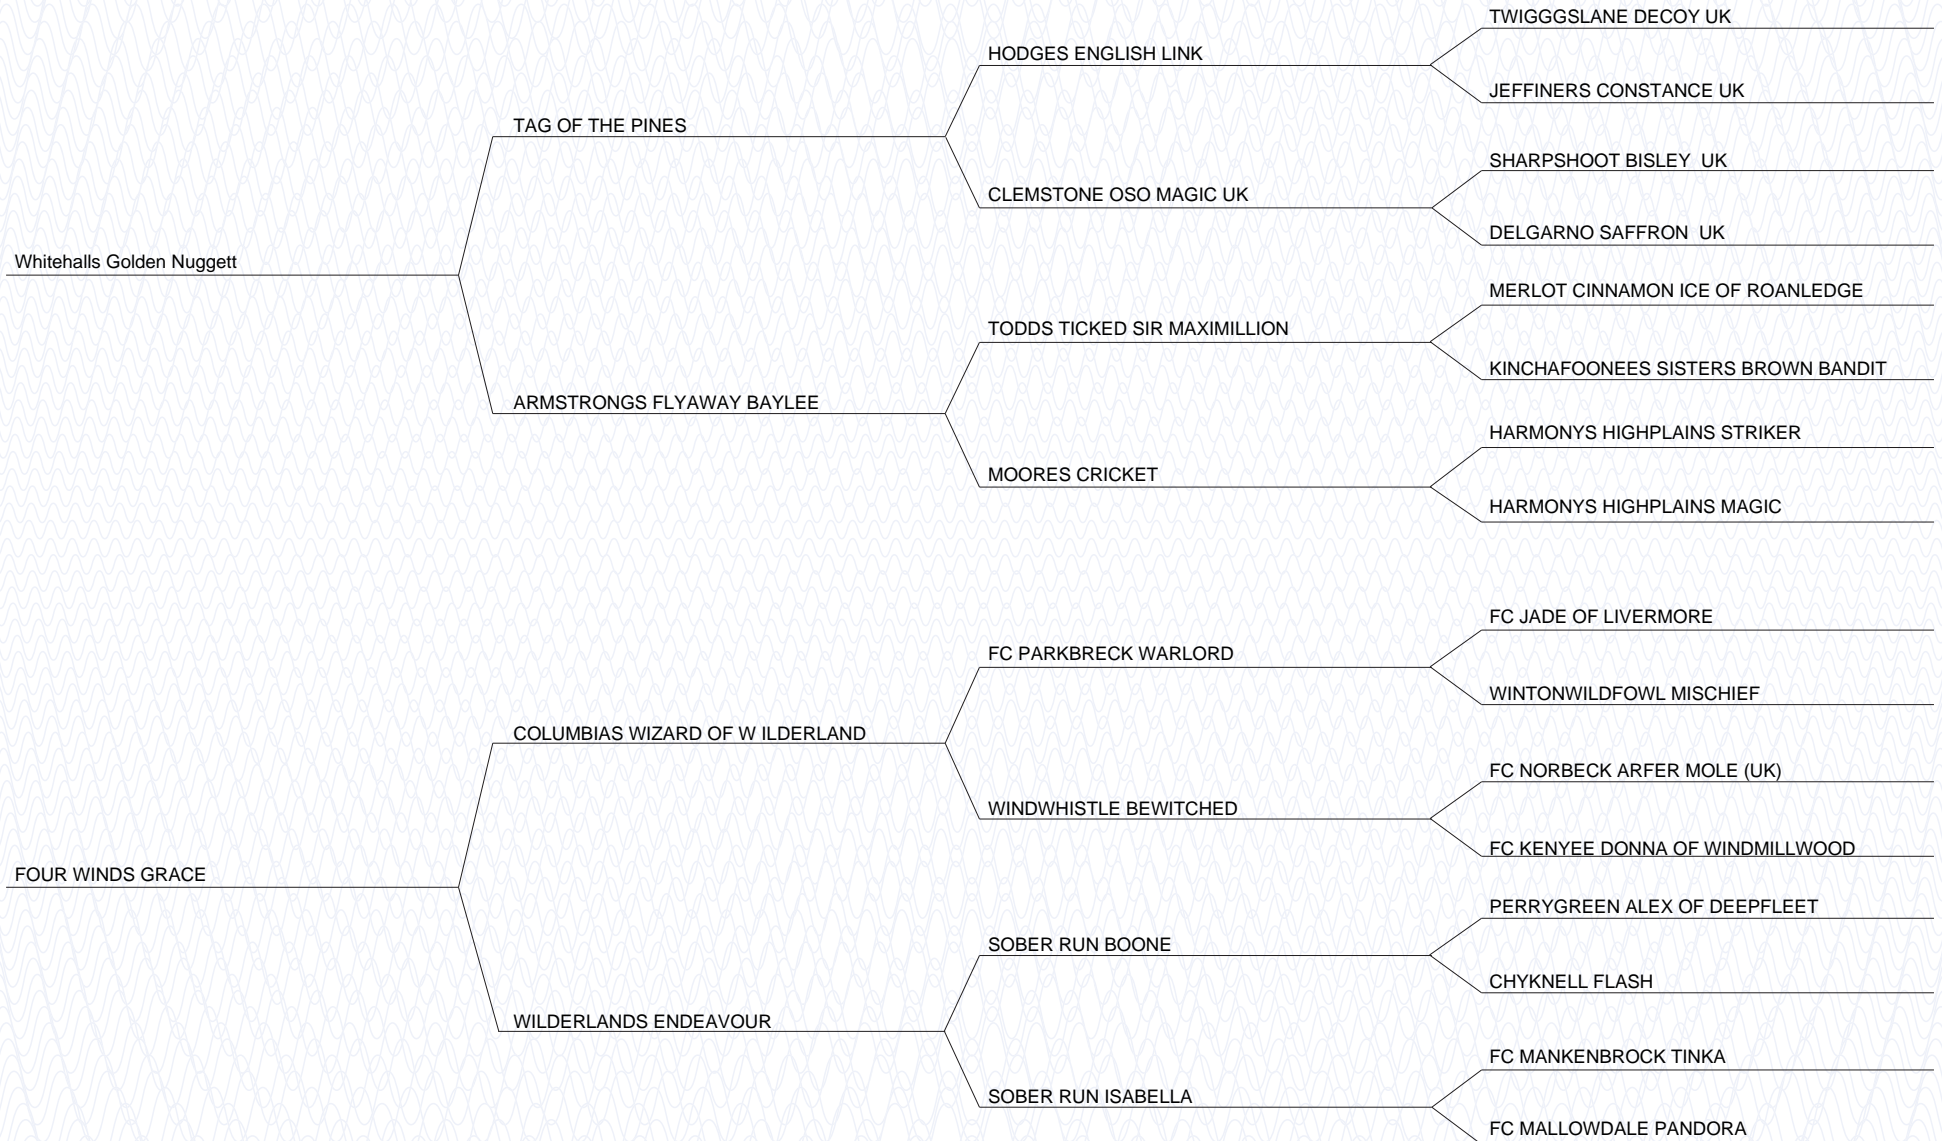 TWIGGGSLANE DECOY UK
HODGES ENGLISH LINK
JEFFINERS CONSTANCE UK
TAG OF THE PINES
SHARPSHOOT BISLEY  UK
CLEMSTONE OSO MAGIC UK
DELGARNO SAFFRON  UK
Whitehalls Golden Nuggett
MERLOT CINNAMON ICE OF ROANLEDGE
TODDS TICKED SIR MAXIMILLION
KINCHAFOONEES SISTERS BROWN BANDIT
ARMSTRONGS FLYAWAY BAYLEE
HARMONYS HIGHPLAINS STRIKER
MOORES CRICKET
HARMONYS HIGHPLAINS MAGIC
FC JADE OF LIVERMORE
FC PARKBRECK WARLORD
WINTONWILDFOWL MISCHIEF
COLUMBIAS WIZARD OF W ILDERLAND
FC NORBECK ARFER MOLE (UK)
WINDWHISTLE BEWITCHED
FC KENYEE DONNA OF WINDMILLWOOD
FOUR WINDS GRACE
PERRYGREEN ALEX OF DEEPFLEET
SOBER RUN BOONE
CHYKNELL FLASH
WILDERLANDS ENDEAVOUR
FC MANKENBROCK TINKA
SOBER RUN ISABELLA
FC MALLOWDALE PANDORA